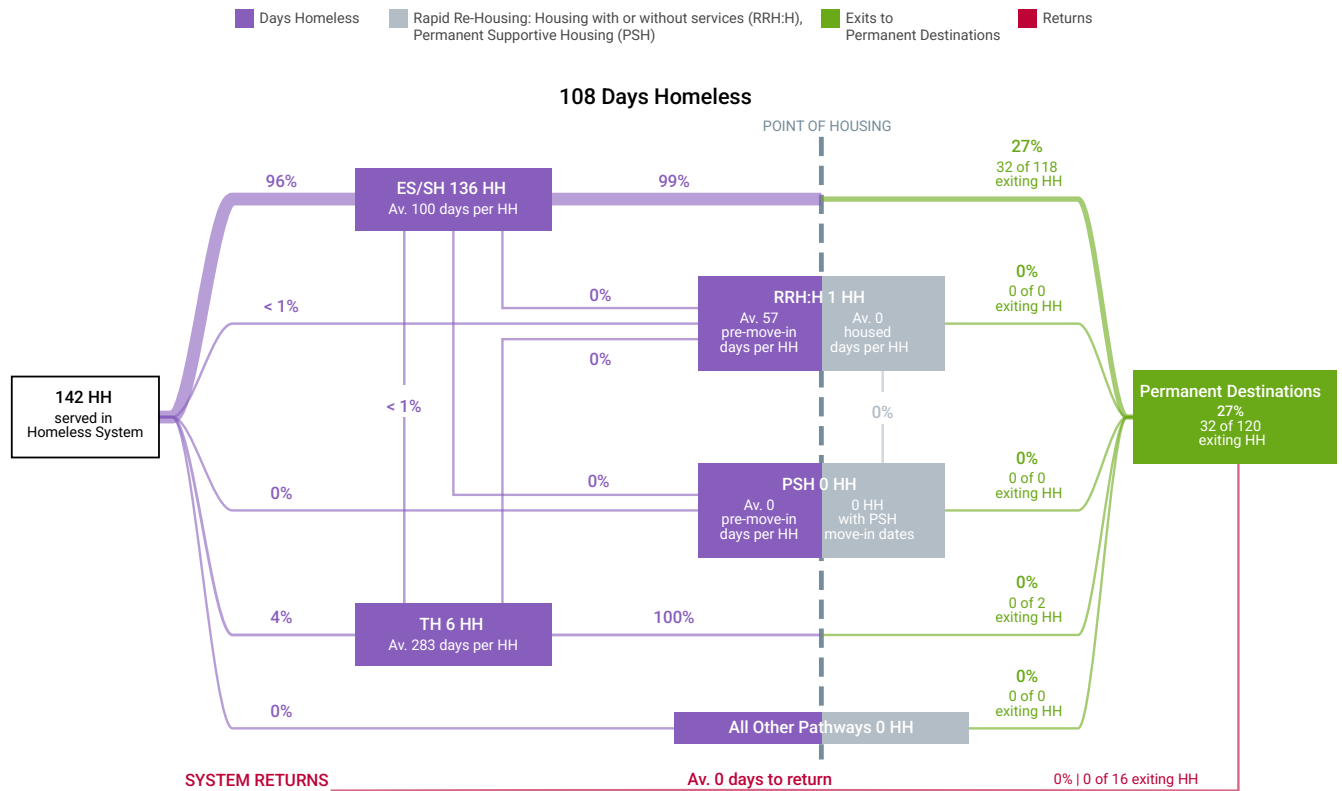 Days Homeless
Rapid Re-Housing: Housing with or without services (RRH:H),
Permanent Supportive Housing (PSH)
Exits to
Permanent Destinations
Returns
108 Days Homeless
POINT OF HOUSING
96%
ES/SH 136 HH
Av. 100 days per HH
99%
27%
32 of 118
exiting HH
< 1%
0%
RRH:H 1 HH
Av. 57
pre-move-in
days per HH
Av. 0
housed
days per HH
0%
0 of 0
exiting HH
0%
142 HH
served in
Homeless System
< 1%
0%
Permanent Destinations
27%
32 of 120
exiting HH
0%
0%
PSH 0 HH
Av. 0
pre-move-in
days per HH
0 HH
with PSH
move-in dates
0%
0 of 0
exiting HH
4%
TH 6 HH
Av. 283 days per HH
100%
0%
0 of 2
exiting HH
0%
All Other Pathways 0 HH
0%
0 of 0
exiting HH
SYSTEM RETURNS
Av. 0 days to return
0% | 0 of 16 exiting HH